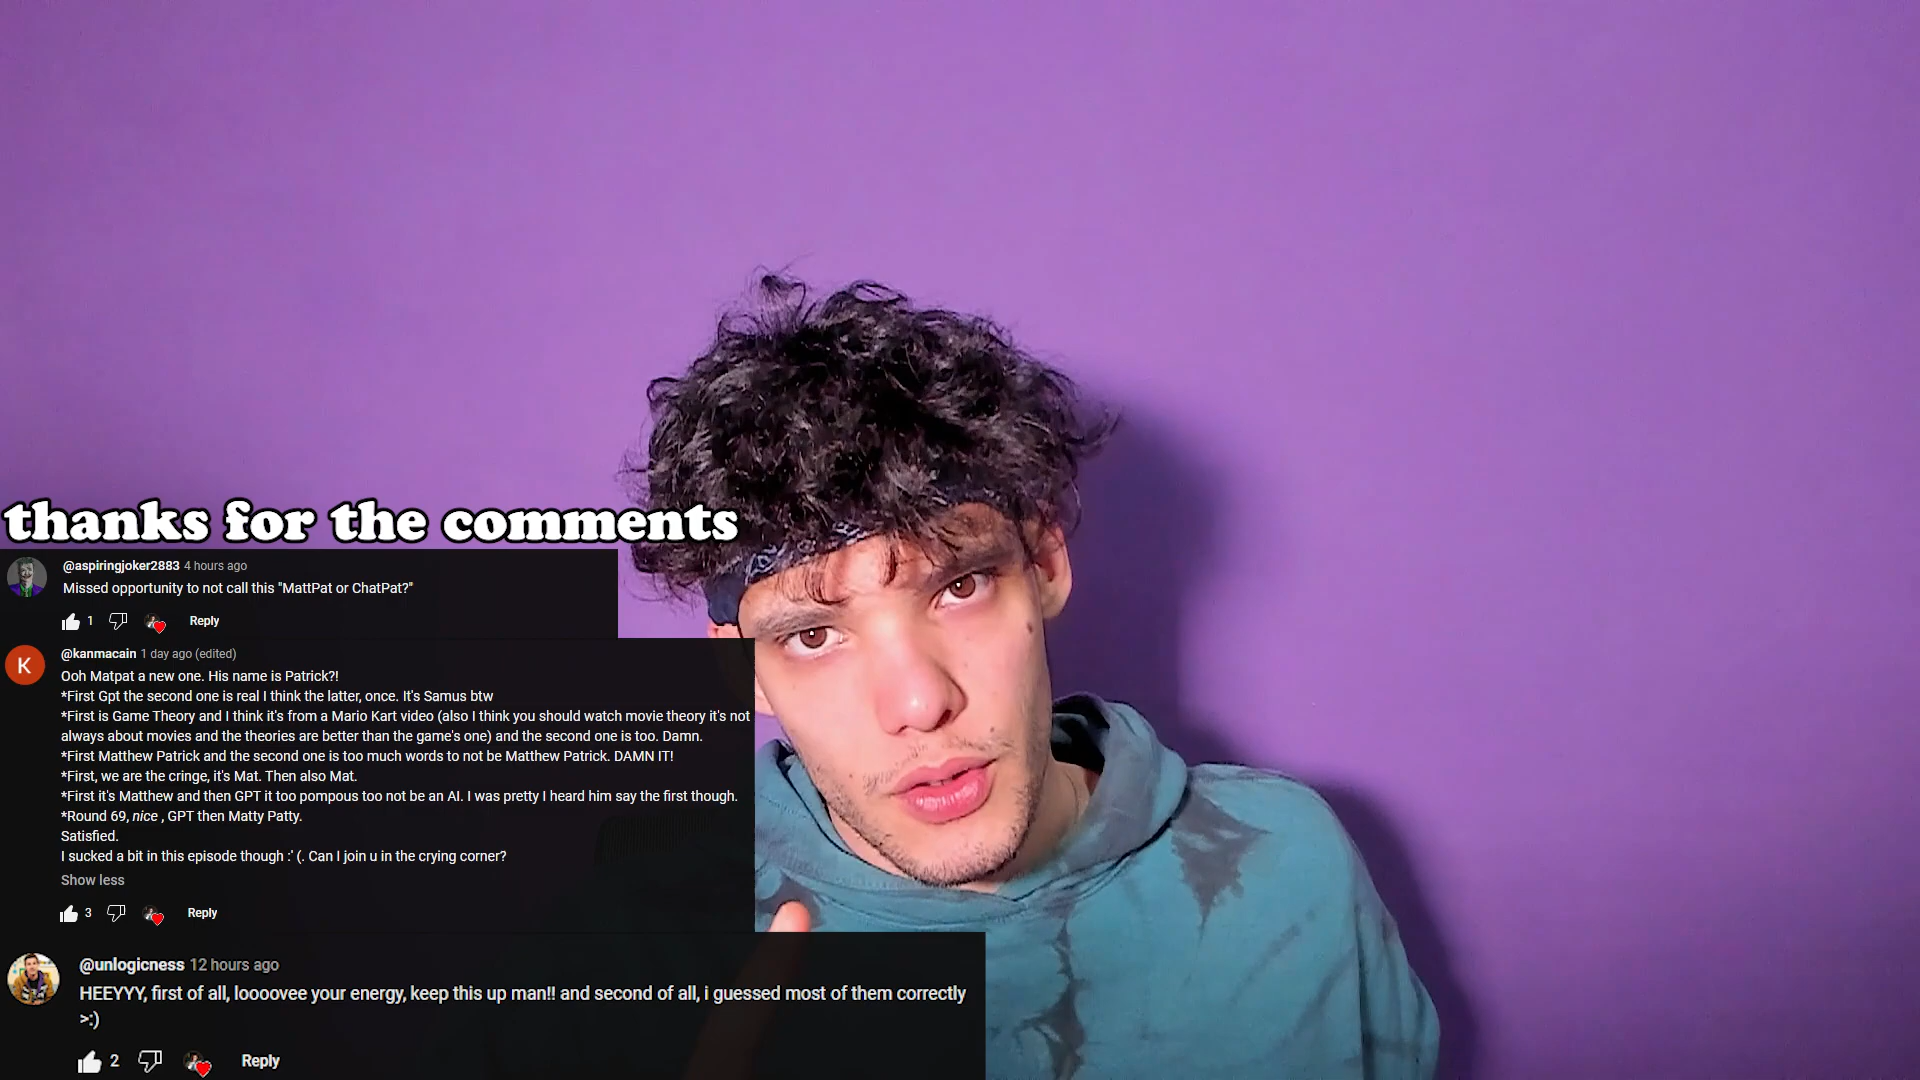 thanks for the comments
@aspiringjoker2883 4 hours ago
Missed opportunity to not call this "MattPat or ChatPat?"
1 Reply
K
@kanmacain 1 day ago (edited)
Ooh Matpat a new one. His name is Patrick?!
*First Gpt the second one is real I think the latter, once. It's Samus btw
*First is Game Theory and I think it's from a Mario Kart video (also I think you should watch movie theory it's not
always about movies and the theories are better than the game's one) and the second one is too. Damn.
*First Matthew Patrick and the second one is too much words to not be Matthew Patrick. DAMN IT!
*First, we are the cringe, it's Mat. Then also Mat.
*First it's Matthew and then GPT it too pompous too not be an AI. I was pretty I heard him say the first though.
*Round 69, nice , GPT then Matty Patty.
Satisfied.
I sucked a bit in this episode though :' (. Can I join u in the crying corner?
Show less
3 Reply
@unlogicness 12 hours ago
HEEYYY, first of all, loooovee your energy, keep this up man!! and second of all, i guessed most of them correctly
>:)
2 Reply